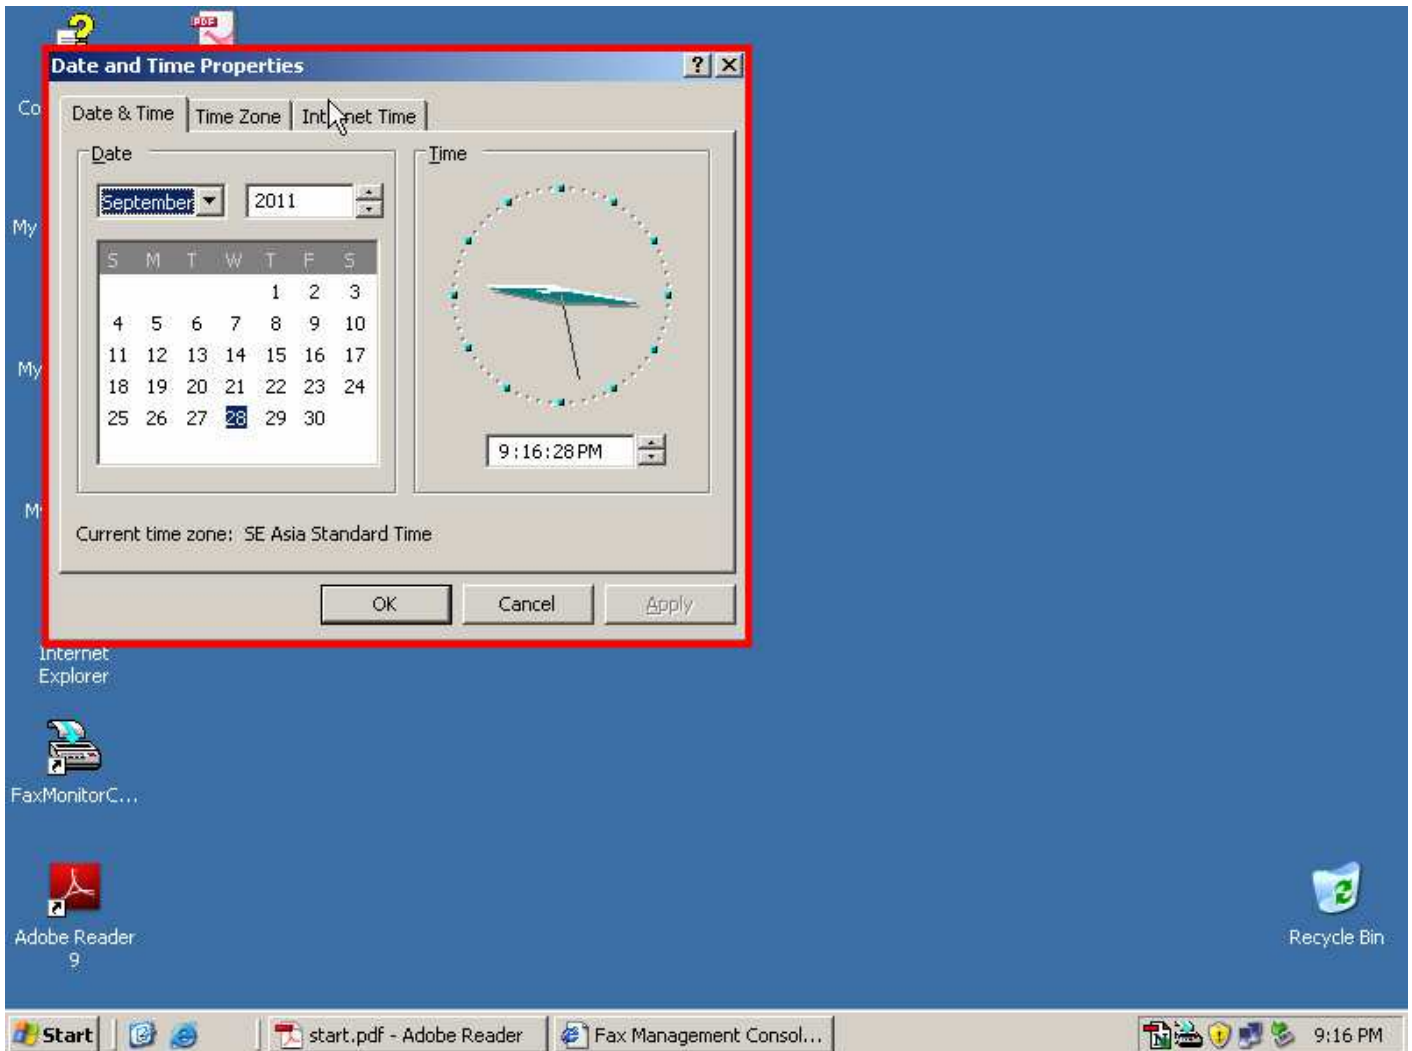 PDF
Date and Time Properties
Co
Date & Time
Time Zone
Internet Time
Date
Time
September
2011
My
S M T W T F S
1 2 3
4 5 6 7 8 9 10
11 12 13 14 15 16 17
18 19 20 21 22 23 24
25 26 27 28 29 30
My
9:16:28 PM
M
Current time zone: SE Asia Standard Time
OK
Cancel
Apply
Internet
Explorer
FaxMonitorC...
Adobe Reader
9
Recycle Bin
Start
start.pdf - Adobe Reader
Fax Management Consol...
9:16 PM